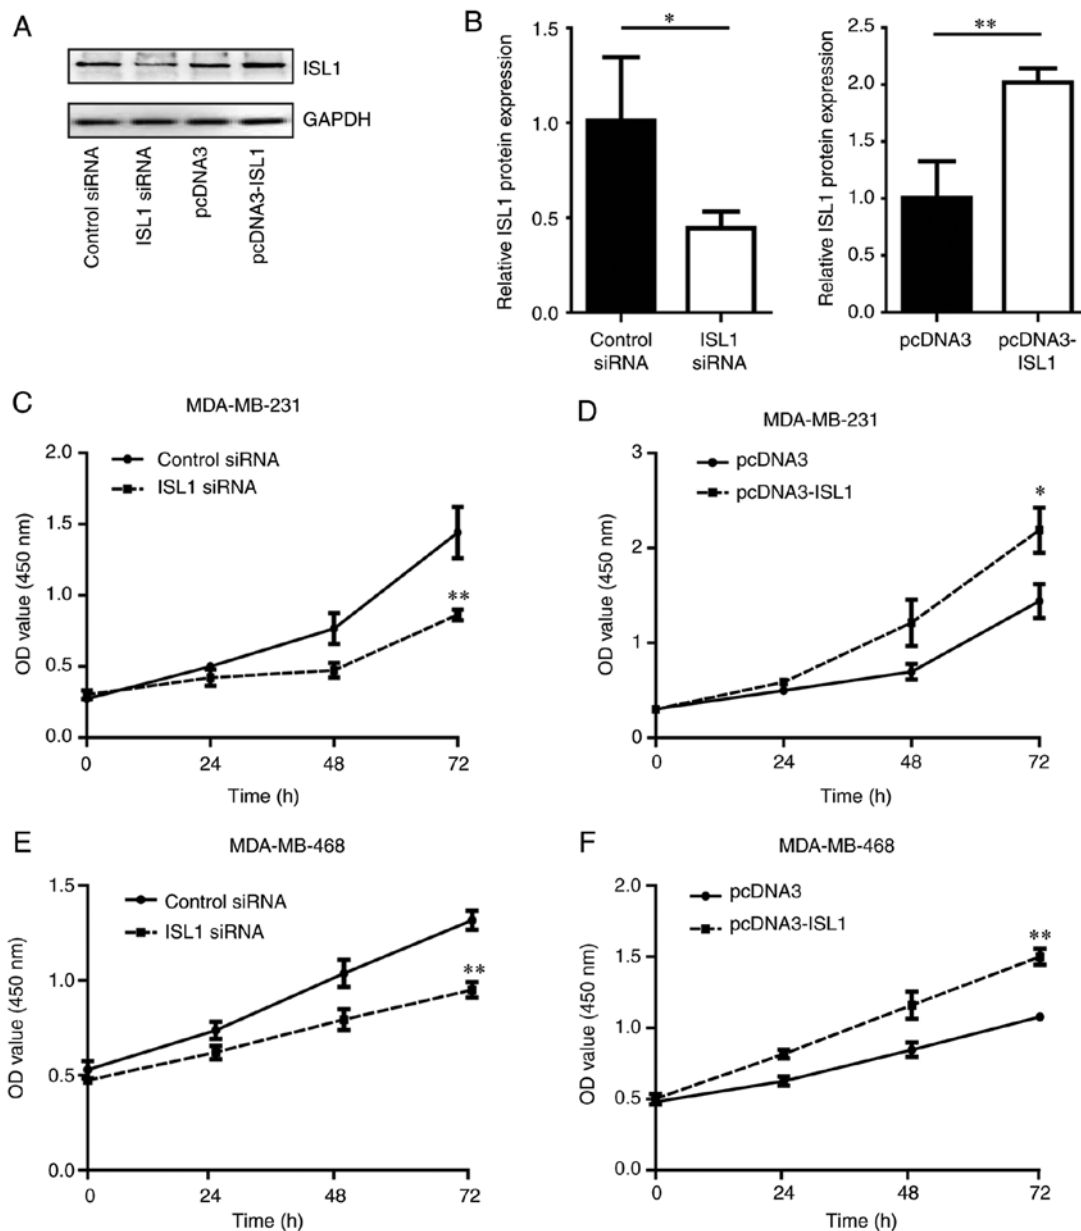 A
ISL1
GAPDH
Control siRNA
ISL1 siRNA
pcDNA3
pcDNA3-ISL1
B
Relative ISL1 protein expression
1.5
1.0
0.5
0.0
*
Control
siRNA
ISL1
siRNA
Relative ISL1 protein expression
2.5
2.0
1.5
1.0
0.5
0.0
**
pcDNA3
pcDNA3-
ISL1
C
MDA-MB-231
Control siRNA
ISL1 siRNA
OD value (450 nm)
2.0
1.5
1.0
0.5
0.0
**
0 24 48 72
Time (h)
D
MDA-MB-231
pcDNA3
pcDNA3-ISL1
OD value (450 nm)
3
2
1
0
*
0 24 48 72
Time (h)
E
MDA-MB-468
Control siRNA
ISL1 siRNA
OD value (450 nm)
1.5
1.0
0.5
0.0
**
0 24 48 72
Time (h)
F
MDA-MB-468
pcDNA3
pcDNA3-ISL1
OD value (450 nm)
2.0
1.5
1.0
0.5
0.0
**
0 24 48 72
Time (h)